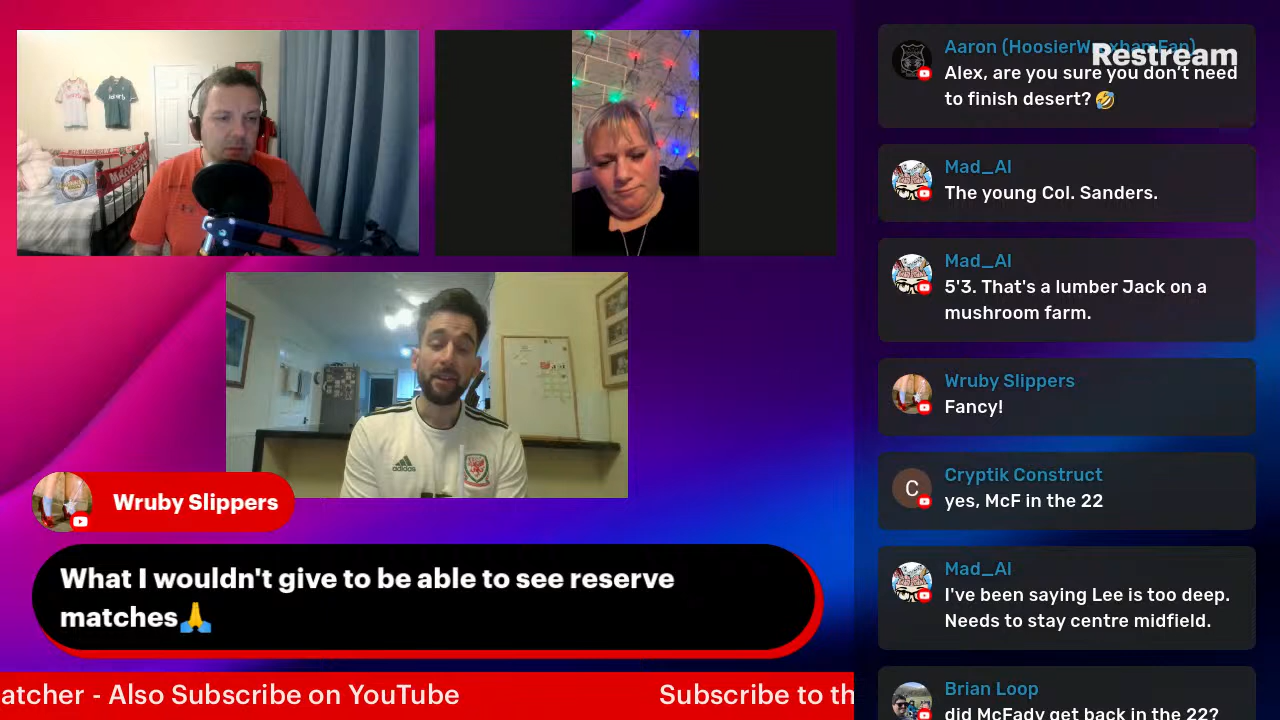 Aaron (HoosierWrexhamFan)
Restream
Alex, are you sure you don't need
to finish desert? 🤣
Mad_Al
The young Col. Sanders.
Mad_Al
5'3. That's a lumber Jack on a
mushroom farm.
Wruby Slippers
Fancy!
C
Cryptik Construct
yes, McF in the 22
Mad_Al
I've been saying Lee is too deep.
Needs to stay centre midfield.
Brian Loop
did McFady get back in the 22?
adidas
Wruby Slippers
What I wouldn't give to be able to see reserve
matches🙏
atcher - Also Subscribe on YouTube
Subscribe to th